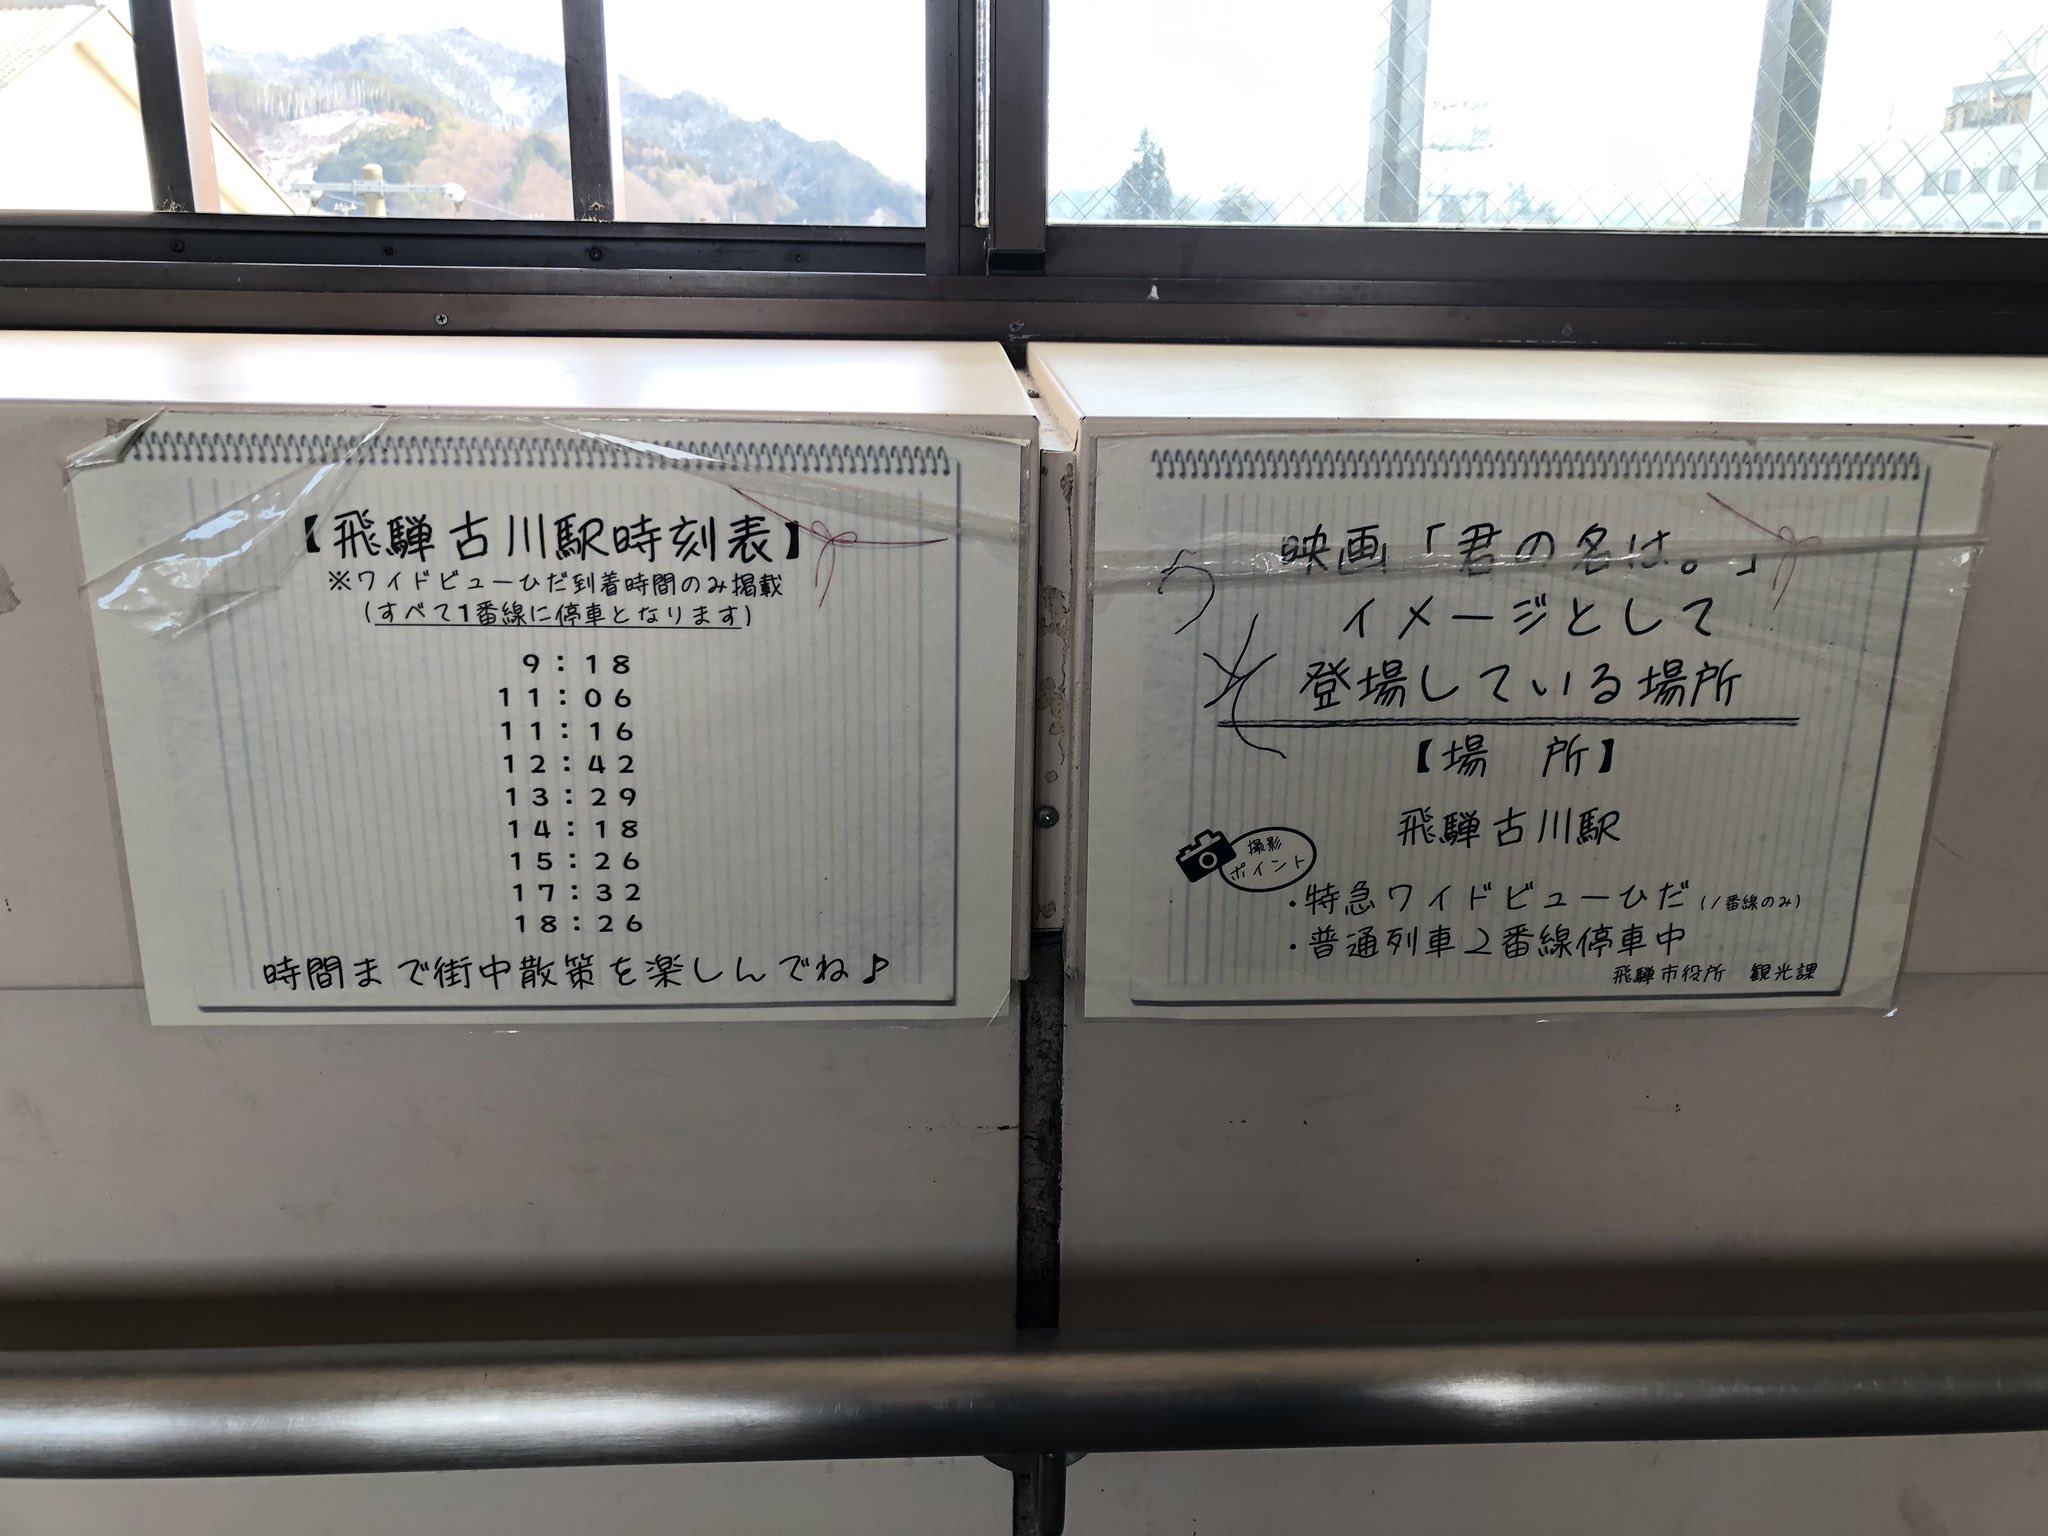 【飛騨古川駅時刻表】
※ワイドビューひだ到着時間のみ掲載
(すべて1番線に停車となります)
9：18
11：06
11：16
12：42
13：29
14：18
15：26
17：32
18：26
時間まで街中散策を楽しんでね♪
映画「君の名は。」
イメージとして
登場している場所
【場　所】
飛騨古川駅
撮影
ポイント
・特急ワイドビューひだ(1番線のみ)
・普通列車2番線停車中
飛騨市役所　観光課